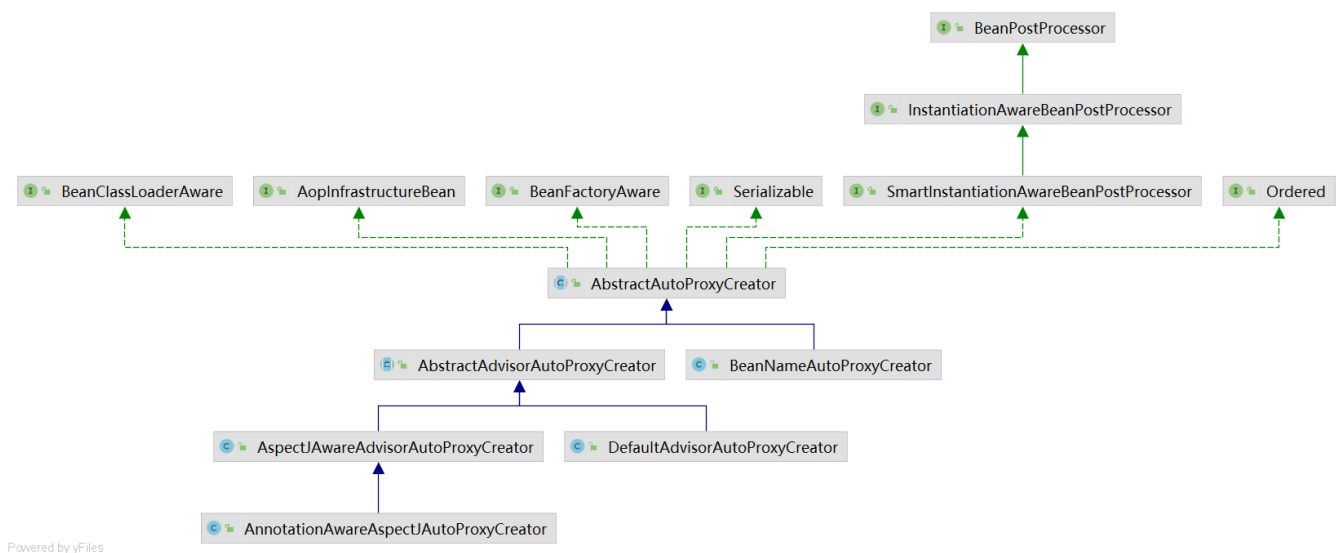 BeanPostProcessor
InstantiationAwareBeanPostProcessor
BeanClassLoaderAware
AopInfrastructureBean
BeanFactoryAware
Serializable
SmartInstantiationAwareBeanPostProcessor
Ordered
AbstractAutoProxyCreator
AbstractAdvisorAutoProxyCreator
BeanNameAutoProxyCreator
AspectJAwareAdvisorAutoProxyCreator
DefaultAdvisorAutoProxyCreator
AnnotationAwareAspectJAutoProxyCreator
Powered by yFiles